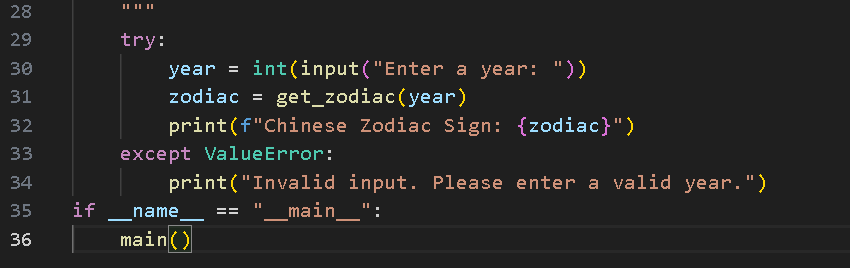 28 """
29 try:
30 year = int(input("Enter a year: "))
31 zodiac = get_zodiac(year)
32 print(f"Chinese Zodiac Sign: {zodiac}")
33 except ValueError:
34 print("Invalid input. Please enter a valid year.")
35 if __name__ == "__main__":
36 main()